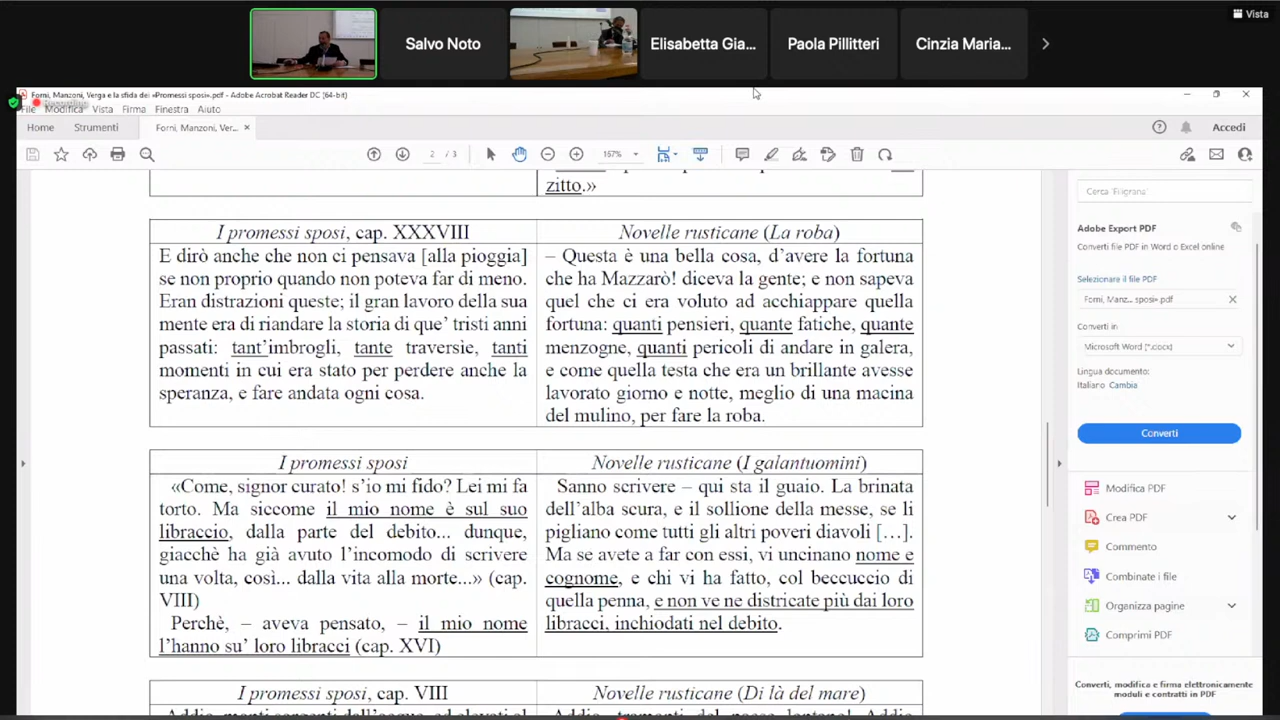 Vista
Salvo Noto
Elisabetta Gia...
Paola Pillitteri
Cinzia Maria...
Forni, Manzoni, Verga e la sfida dei «Promessi sposi».pdf - Adobe Acrobat Reader DC (64-bit)
Recording
File Modifica Vista Firma Finestra Aiuto
Home Strumenti Forni, Manzoni, Ver... × Accedi
2 / 3 167%
zitto.»
I promessi sposi, cap. XXXVIII
E dirò anche che non ci pensava [alla pioggia]
se non proprio quando non poteva far di meno.
Eran distrazioni queste; il gran lavoro della sua
mente era di riandare la storia di que' tristi anni
passati: tant'imbrogli, tante traversie, tanti
momenti in cui era stato per perdere anche la
speranza, e fare andata ogni cosa.
Novelle rusticane (La roba)
– Questa è una bella cosa, d'avere la fortuna
che ha Mazzarò! diceva la gente; e non sapeva
quel che ci era voluto ad acchiappare quella
fortuna: quanti pensieri, quante fatiche, quante
menzogne, quanti pericoli di andare in galera,
e come quella testa che era un brillante avesse
lavorato giorno e notte, meglio di una macina
del mulino, per fare la roba.
I promessi sposi
«Come, signor curato! s'io mi fido? Lei mi fa
torto. Ma siccome il mio nome è sul suo
libraccio, dalla parte del debito... dunque,
giacchè ha già avuto l'incomodo di scrivere
una volta, così... dalla vita alla morte...» (cap.
VIII)
Perchè, – aveva pensato, – il mio nome
l'hanno su' loro libracci (cap. XVI)
Novelle rusticane (I galantuomini)
Sanno scrivere – qui sta il guaio. La brinata
dell'alba scura, e il sollione della messe, se li
pigliano come tutti gli altri poveri diavoli […].
Ma se avete a far con essi, vi uncinano nome e
cognome, e chi vi ha fatto, col beccuccio di
quella penna, e non ve ne districate più dai loro
libracci, inchiodati nel debito.
I promessi sposi, cap. VIII
Addio, monti sorgenti dall'acque, ed elevati al
Novelle rusticane (Di là del mare)
Cerca 'Filigrana'
Adobe Export PDF
Converti file PDF in Word o Excel online
Selezionare il file PDF
Forni, Manz... sposi».pdf
Converti in
Microsoft Word (*.docx)
Lingua documento:
Italiano Cambia
Converti
Modifica PDF
Crea PDF
Commento
Combinate i file
Organizza pagine
Comprimi PDF
Converti, modifica e firma elettronicamente
moduli e contratti in PDF